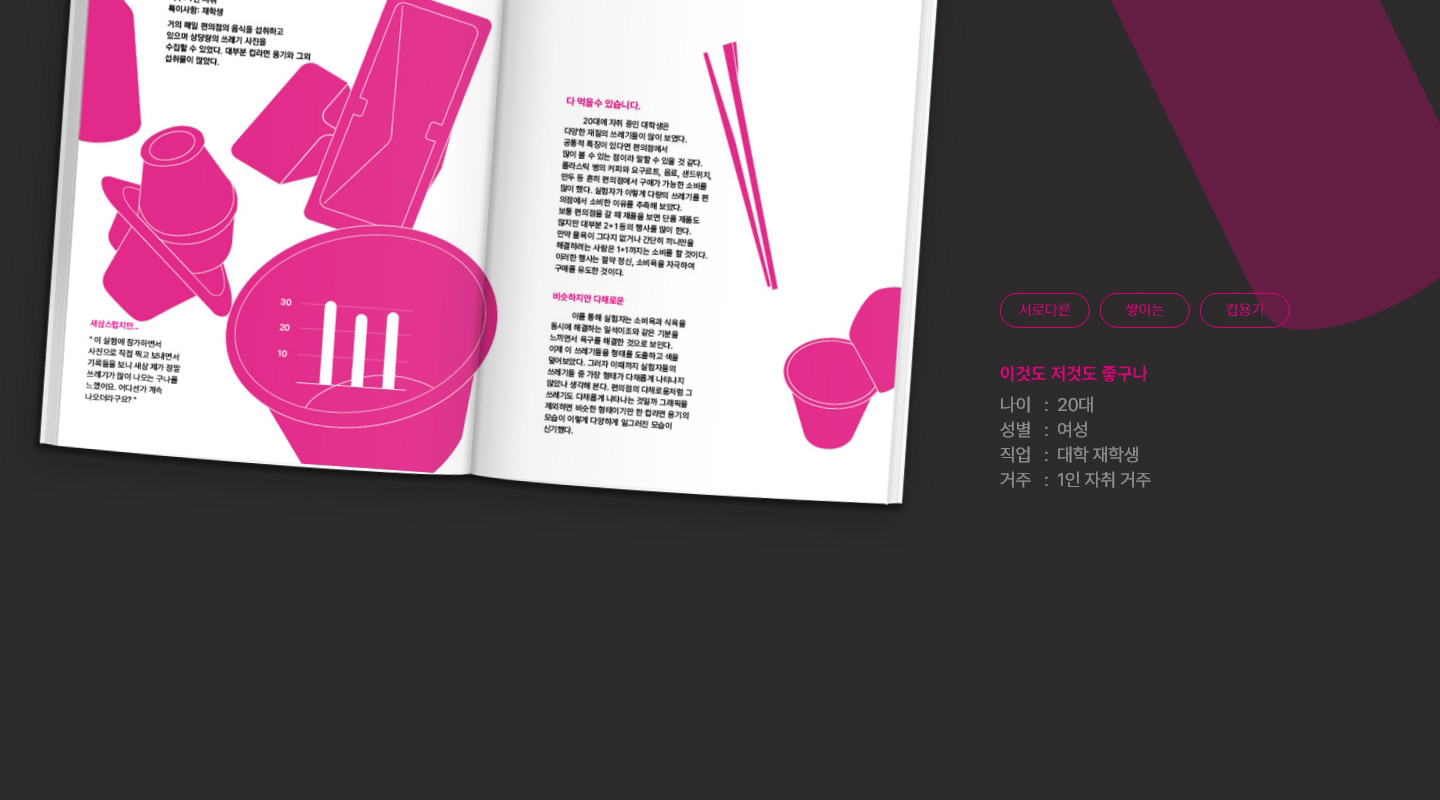 특이사항: 재학생
거의 매일 편의점의 음식을 섭취하고
있으며 상당량의 쓰레기 사진을
수집할 수 있었다. 대부분 컵라면 용기와 그외
섭취물이 많았다.
30
20
10
새삼스럽지만...
" 이 실험에 참가하면서
사진으로 직접 찍고 보내면서
기록들을 보니 새삼 제가 정말
쓰레기가 많이 나오는 구나를
느꼈어요. 어디선가 계속
나오더라구요? "
다 먹을수 있습니다.
20대에 자취 중인 대학생은
다양한 재질의 쓰레기들이 많이 보였다.
공통적 특징이 있다면 편의점에서
많이 볼 수 있는 점이라 말할 수 있을 것 같다.
플라스틱 병의 커피와 요구르트, 음료, 샌드위치,
만두 등 흔히 편의점에서 구매가 가능한 소비를
많이 했다. 실험자가 이렇게 다량의 쓰레기를 편
의점에서 소비한 이유를 추측해 보았다.
보통 편의점을 갈 때 제품을 보면 단품 제품도
많지만 대부분 2+1 등의 행사를 많이 한다.
만약 물욕이 그다지 없거나 간단히 끼니만을
해결하려는 사람은 1+1까지는 소비를 할 것이다.
이러한 행사는 절약 정신, 소비욕을 자극하여
구매를 유도한 것이다.
비슷하지만 다채로운
이를 통해 실험자는 소비욕과 식욕을
동시에 해결하는 일석이조와 같은 기분을
느끼면서 욕구를 해결한 것으로 보인다.
이제 이 쓰레기들을 형태를 도출하고 색을
덮어보았다. 그러자 이때까지 실험자들의
쓰레기들 중 가장 형태가 다채롭게 나타나지
않았나 생각해 본다. 편의점의 다채로움처럼 그
쓰레기도 다채롭게 나타나는 것일까 그래픽을
제외하면 비슷한 형태이기만 한 컵라면 용기의
모습이 이렇게 다양하게 일그러진 모습이
신기했다.
서로다른
쌓이는
컵용기
이것도 저것도 좋구나
나이 : 20대
성별 : 여성
직업 : 대학 재학생
거주 : 1인 자취 거주